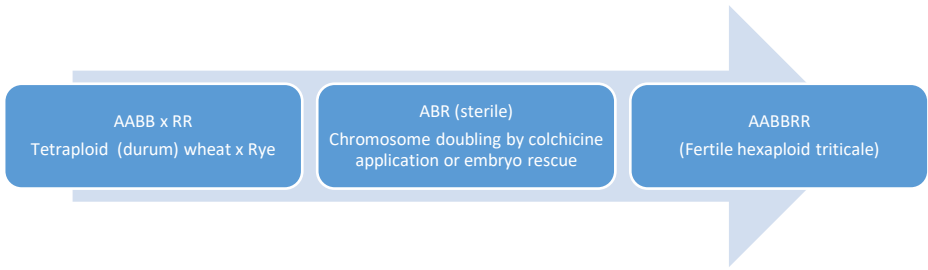 AABB x RR
Tetraploid (durum) wheat x Rye
ABR (sterile)
Chromosome doubling by colchicine
application or embryo rescue
AABBRR
(Fertile hexaploid triticale)